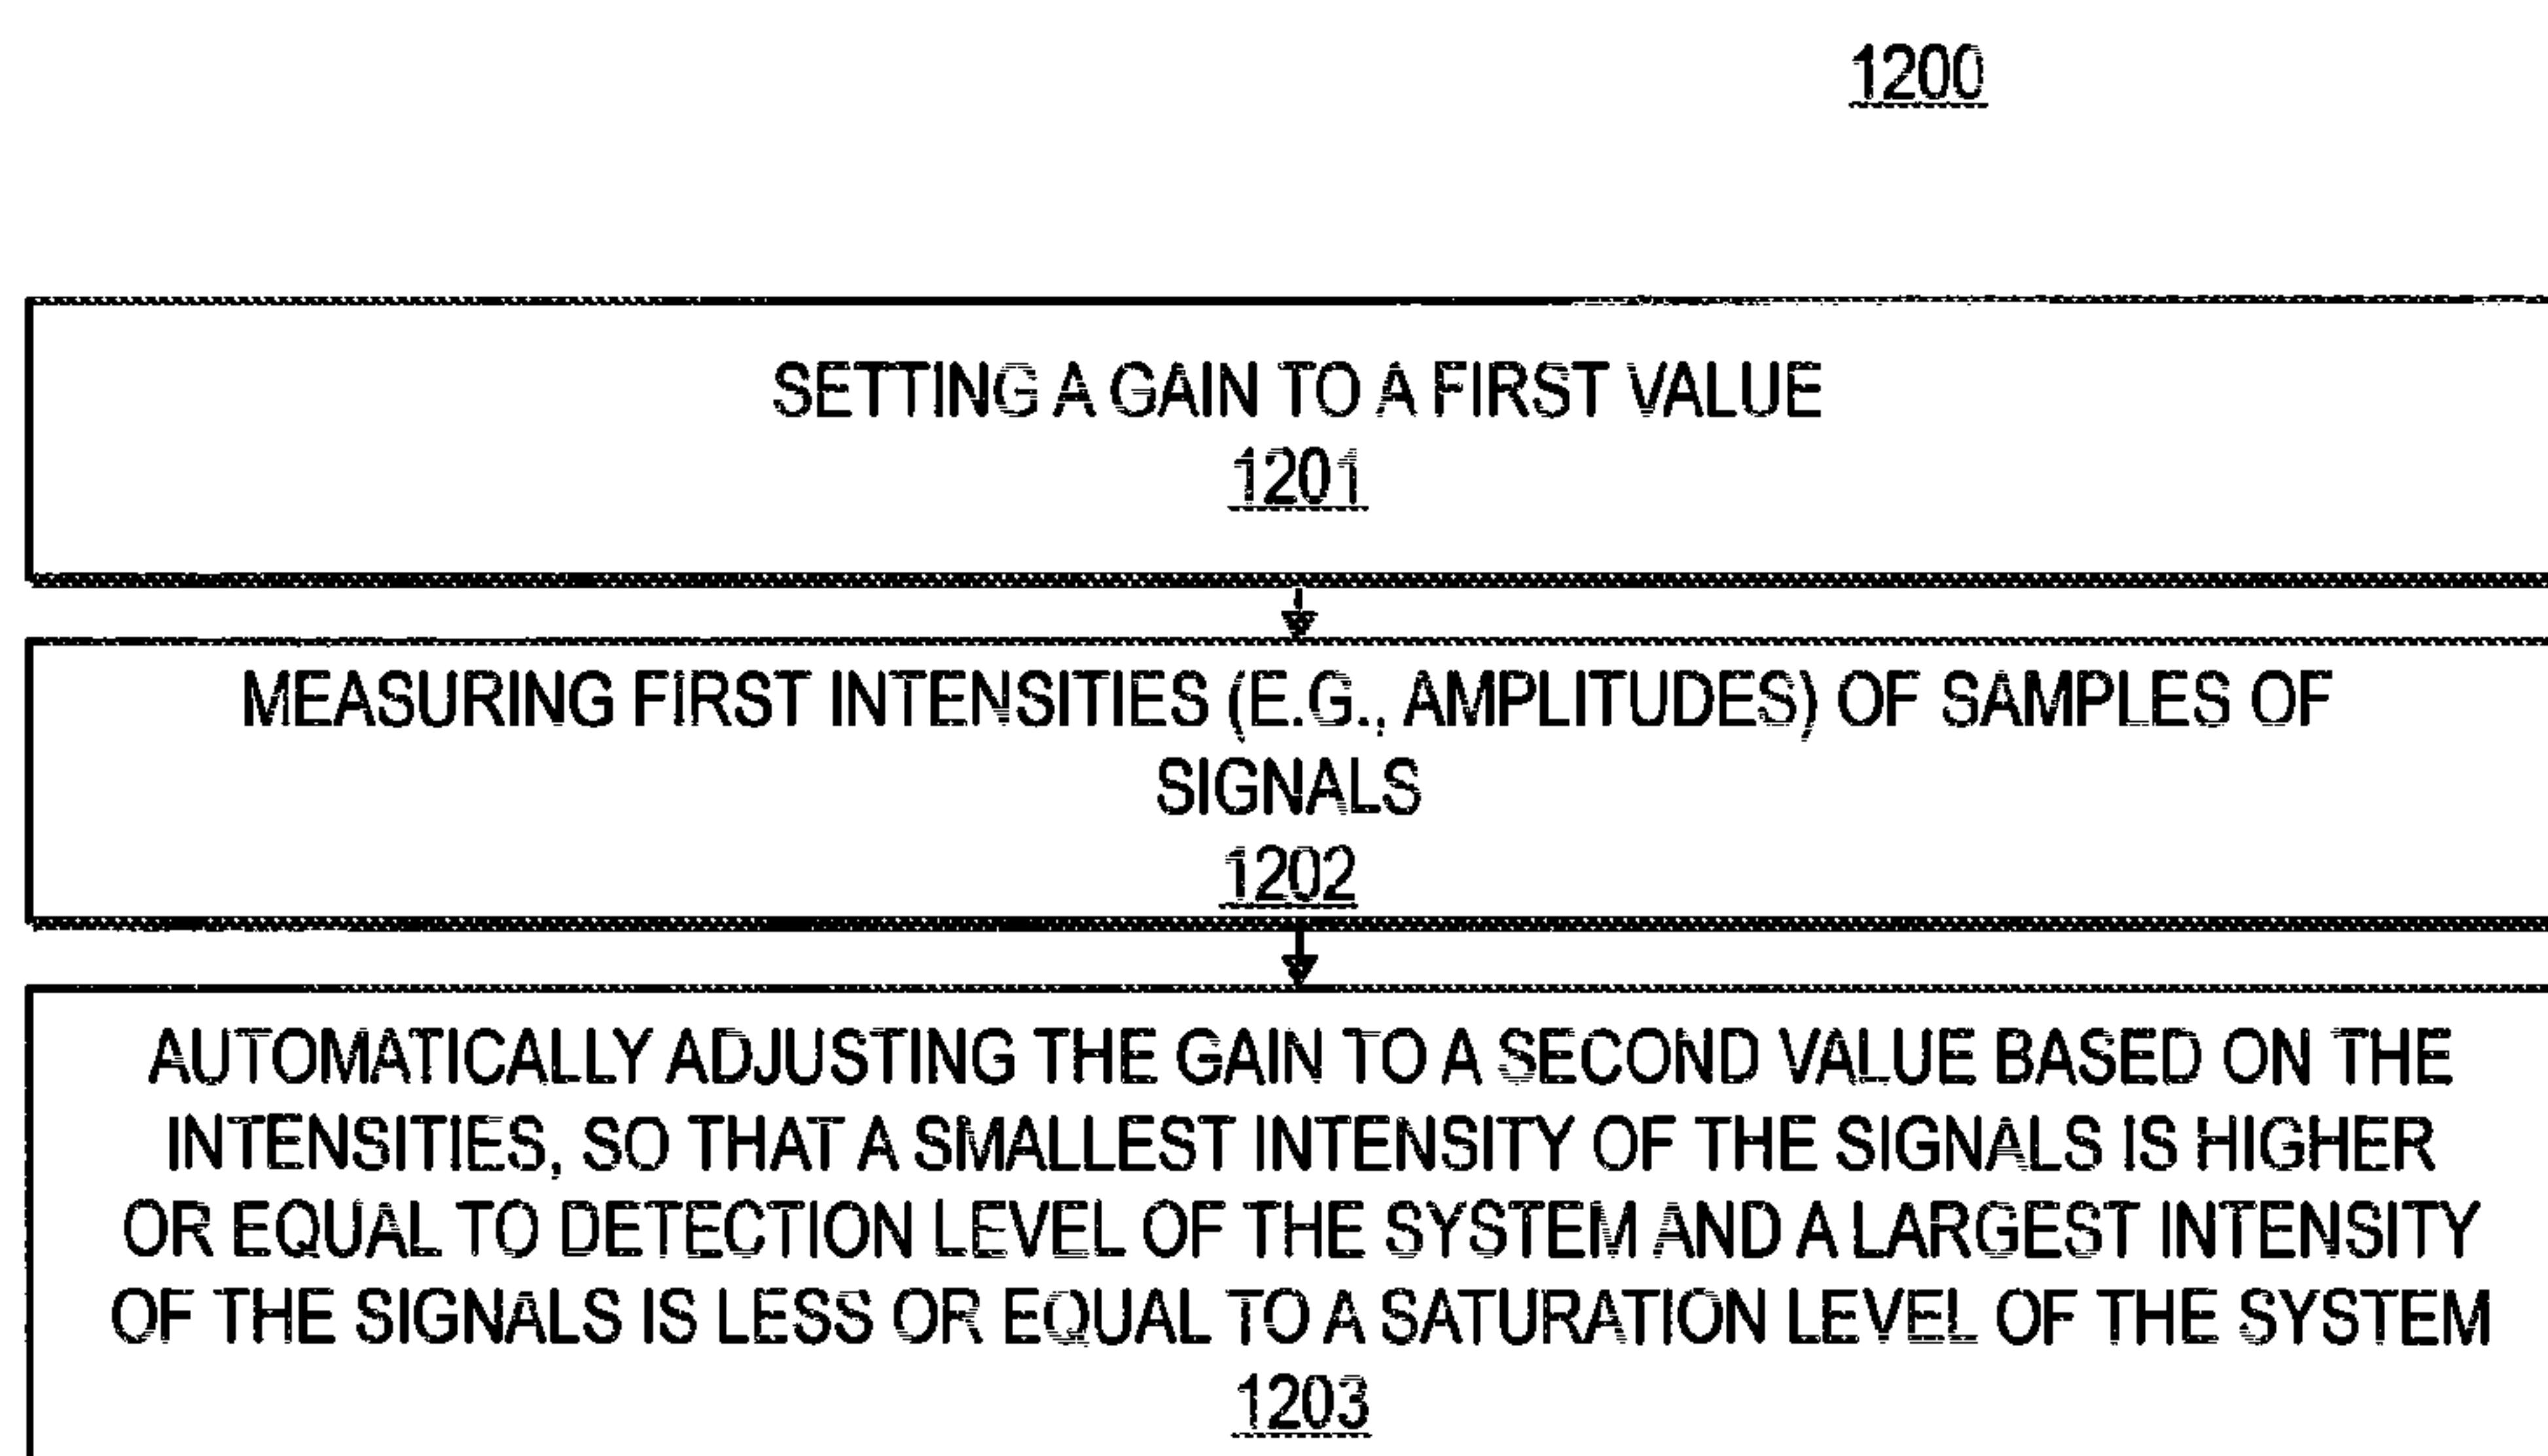 1200
SETTING A GAIN TO A FIRST VALUE
1201
MEASURING FIRST INTENSITIES (E.G., AMPLITUDES) OF SAMPLES OF
SIGNALS
1202
AUTOMATICALLY ADJUSTING THE GAIN TO A SECOND VALUE BASED ON THE
INTENSITIES, SO THAT A SMALLEST INTENSITY OF THE SIGNALS IS HIGHER
OR EQUAL TO DETECTION LEVEL OF THE SYSTEM AND A LARGEST INTENSITY
OF THE SIGNALS IS LESS OR EQUAL TO A SATURATION LEVEL OF THE SYSTEM
1203